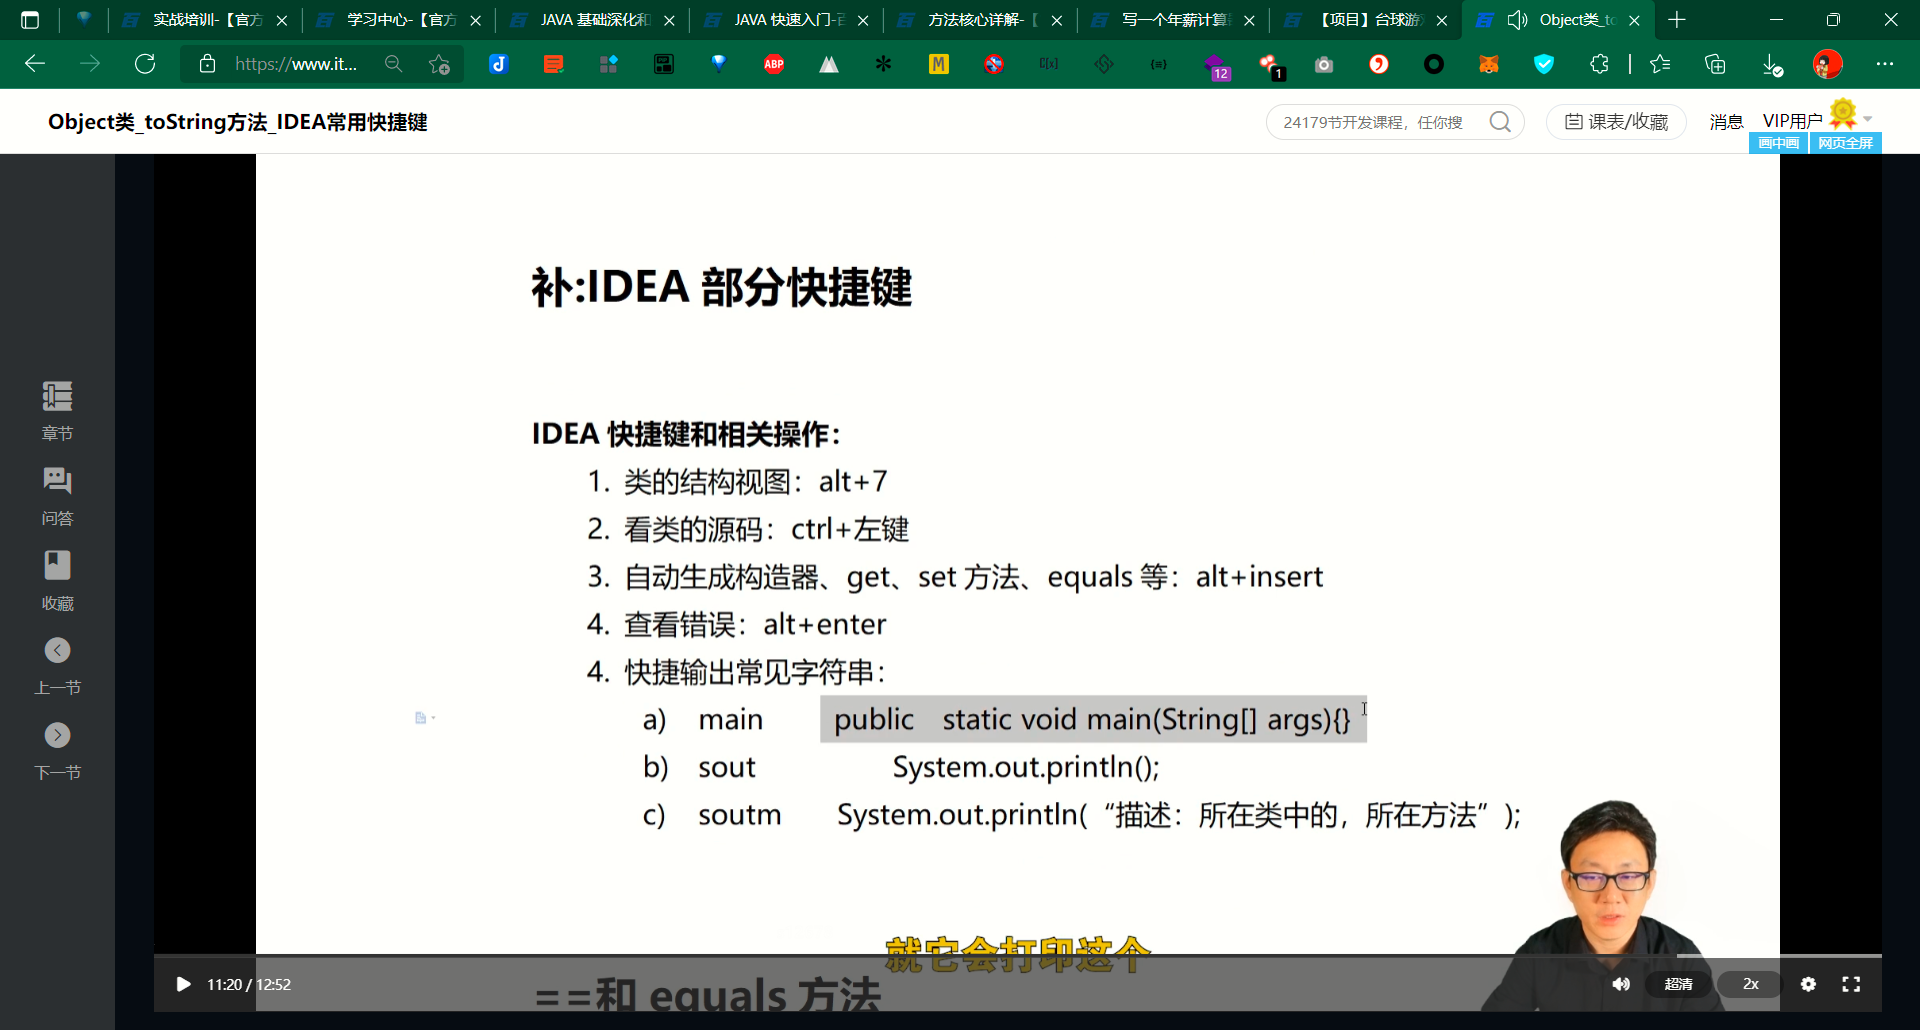 实战培训-【官方
学习中心-【官方
JAVA 基础深化和
JAVA 快速入门-百
方法核心详解-【
写一个年薪计算
【项目】台球游
Object类_to
https://www.it...
ABP
M
12
1
Object类_toString方法_IDEA常用快捷键
24179节开发课程，任你搜
课表/收藏
消息
VIP用户
画中画
网页全屏
补:IDEA 部分快捷键
IDEA 快捷键和相关操作：
1. 类的结构视图：alt+7
2. 看类的源码：ctrl+左键
3. 自动生成构造器、get、set 方法、equals 等：alt+insert
4. 查看错误：alt+enter
4. 快捷输出常见字符串：
a) main public static void main(String[] args){}
b) sout System.out.println();
c) soutm System.out.println(“描述：所在类中的，所在方法”);
章节
问答
收藏
上一节
下一节
就它会打印这个
==和 equals 方法
11:20 / 12:52
超清
2x